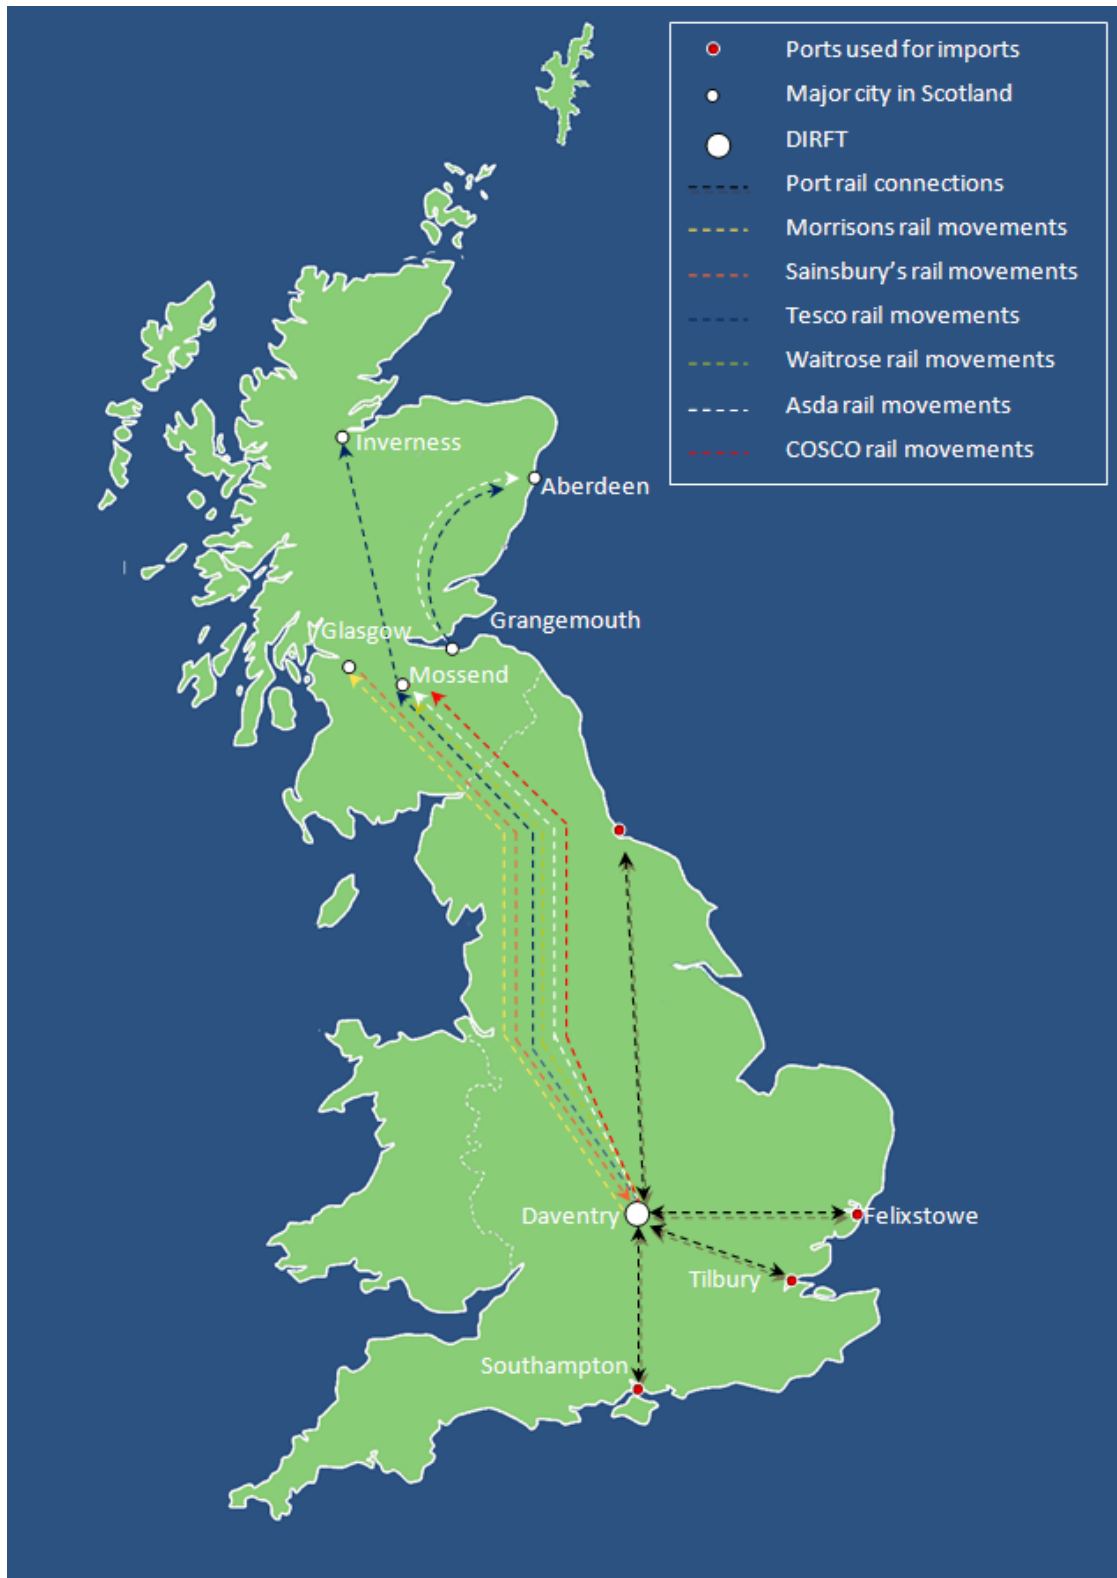 Ports used for imports
Major city in Scotland
DIRFT
Port rail connections
Morrisons rail movements
Sainsbury's rail movements
Tesco rail movements
Waitrose rail movements
Asda rail movements
COSCO rail movements
Inverness
Aberdeen
Grangemouth
Glasgow
Mossend
Daventry
Felixstowe
Tilbury
Southampton